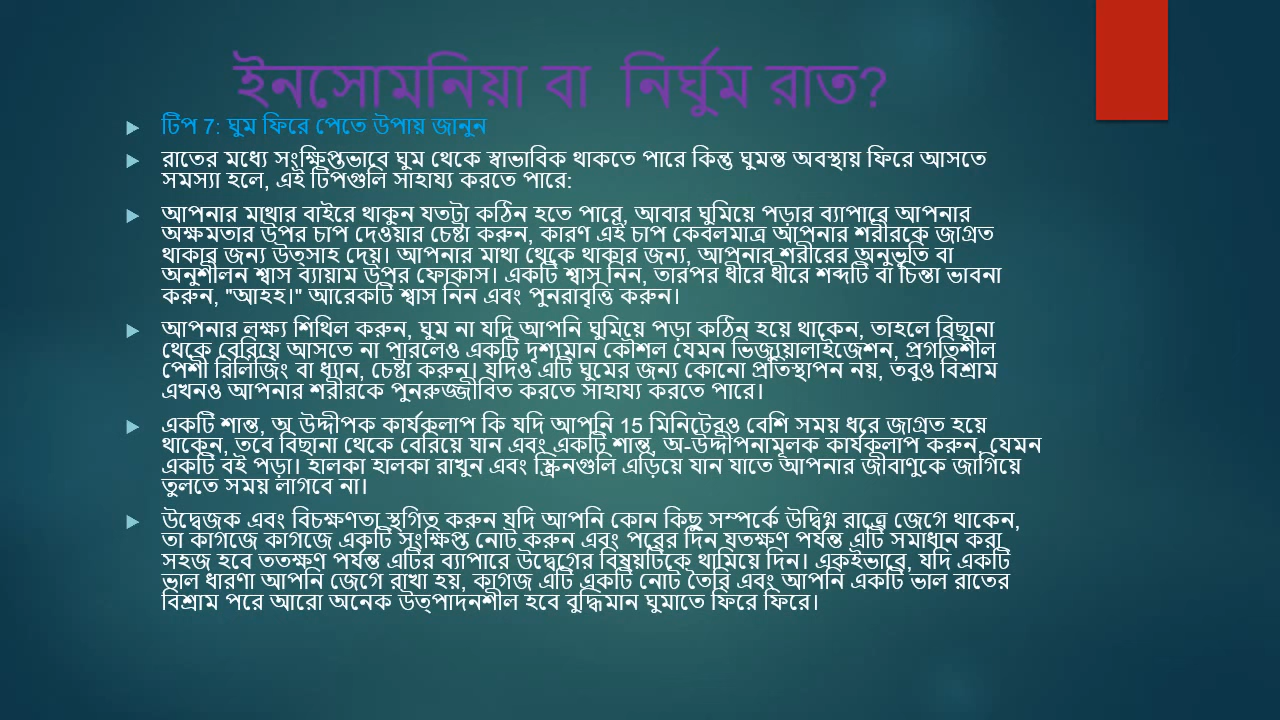 ইনসোমনিয়া বা নির্ঘুম রাত?
টিপ 7: ঘুম ফিরে পেতে উপায় জানুন
রাতের মধ্যে সংক্ষিপ্তভাবে ঘুম থেকে স্বাভাবিক থাকতে পারে কিন্তু ঘুমন্ত অবস্থায় ফিরে আসতে
সমস্যা হলে, এই টিপগুলি সাহায্য করতে পারে:
আপনার মাথার বাইরে থাকুন যতটা কঠিন হতে পারে, আবার ঘুমিয়ে পড়ার ব্যাপারে আপনার
অক্ষমতার উপর চাপ দেওয়ার চেষ্টা করুন, কারণ এই চাপ কেবলমাত্র আপনার শরীরকে জাগ্রত
থাকার জন্য উত্সাহ দেয়। আপনার মাথা থেকে থাকার জন্য, আপনার শরীরের অনুভূতি বা
অনুশীলন শ্বাস ব্যায়াম উপর ফোকাস। একটি শ্বাস নিন, তারপর ধীরে ধীরে শব্দটি বা চিন্তা ভাবনা
করুন, "আহহ।" আরেকটি শ্বাস নিন এবং পুনরাবৃত্তি করুন।
আপনার লক্ষ্য শিথিল করুন, ঘুম না যদি আপনি ঘুমিয়ে পড়া কঠিন হয়ে থাকেন, তাহলে বিছানা
থেকে বেরিয়ে আসতে না পারলেও একটি দৃশ্যমান কৌশল যেমন ভিজ্যুয়ালাইজেশন, প্রগতিশীল
পেশী রিলিজিং বা ধ্যান, চেষ্টা করুন। যদিও এটি ঘুমের জন্য কোনো প্রতিস্থাপন নয়, তবুও বিশ্রাম
এখনও আপনার শরীরকে পুনরুজ্জীবিত করতে সাহায্য করতে পারে।
একটি শান্ত, অ উদ্দীপক কার্যকলাপ কি যদি আপনি 15 মিনিটেরও বেশি সময় ধরে জাগ্রত হয়ে
থাকেন, তবে বিছানা থেকে বেরিয়ে যান এবং একটি শান্ত, অ-উদ্দীপনামূলক কার্যকলাপ করুন, যেমন
একটি বই পড়া। হালকা হালকা রাখুন এবং স্ক্রিনগুলি এড়িয়ে যান যাতে আপনার জীবাণুকে জাগিয়ে
তুলতে সময় লাগবে না।
উদ্বেজক এবং বিচক্ষণতা স্থগিত করুন যদি আপনি কোন কিছু সম্পর্কে উদ্বিগ্ন রাত্রে জেগে থাকেন,
তা কাগজে কাগজে একটি সংক্ষিপ্ত নোট করুন এবং পরের দিন যতক্ষণ পর্যন্ত এটি সমাধান করা
সহজ হবে ততক্ষণ পর্যন্ত এটির ব্যাপারে উদ্বেগের বিষয়টিকে থামিয়ে দিন। একইভাবে, যদি একটি
ভাল ধারণা আপনি জেগে রাখা হয়, কাগজ এটি একটি নোট তৈরি এবং আপনি একটি ভাল রাতের
বিশ্রাম পরে আরো অনেক উত্পাদনশীল হবে বুদ্ধিমান ঘুমাতে ফিরে ফিরে।